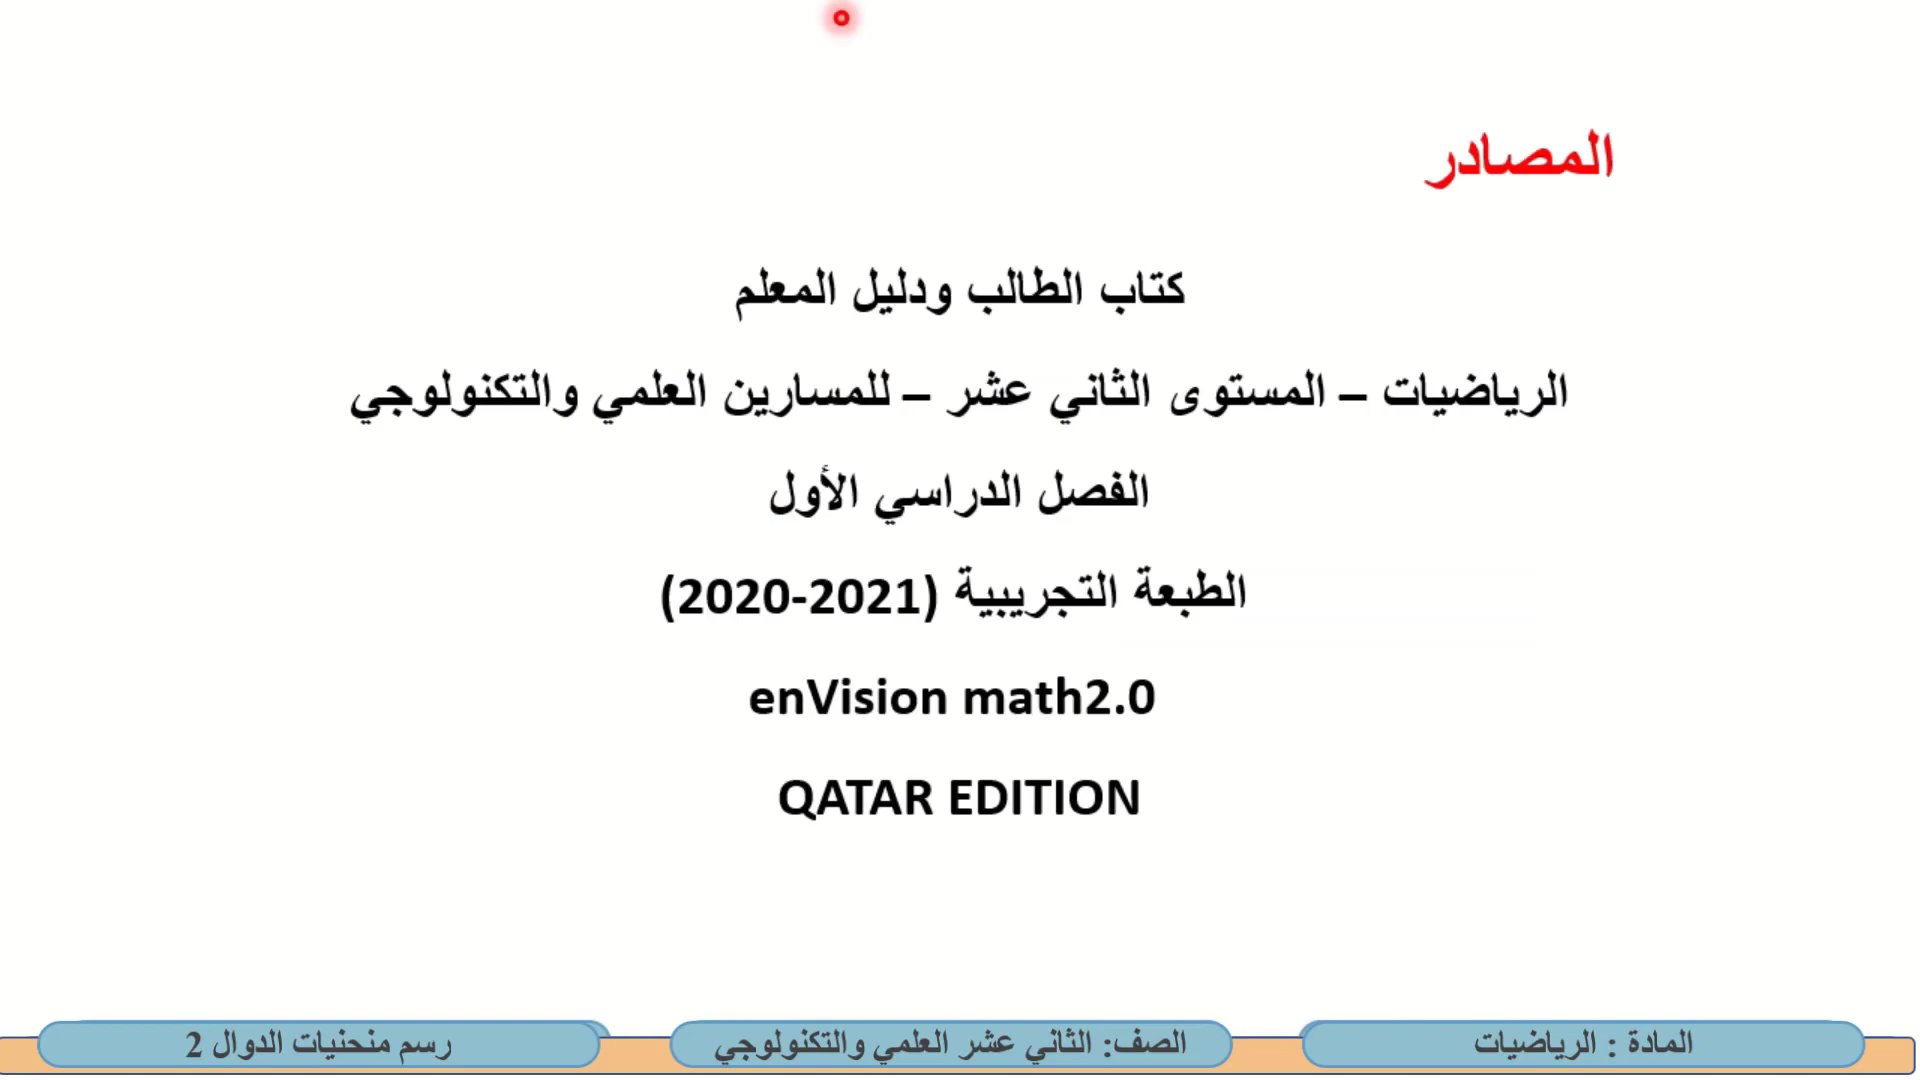 المصادر
كتاب الطالب ودليل المعلم
الرياضيات – المستوى الثاني عشر – للمسارين العلمي والتكنولوجي
الفصل الدراسي الأول
الطبعة التجريبية (2020-2021)
enVision math2.0
QATAR EDITION
المادة : الرياضيات
الصف: الثاني عشر العلمي والتكنولوجي
رسم منحنيات الدوال 2